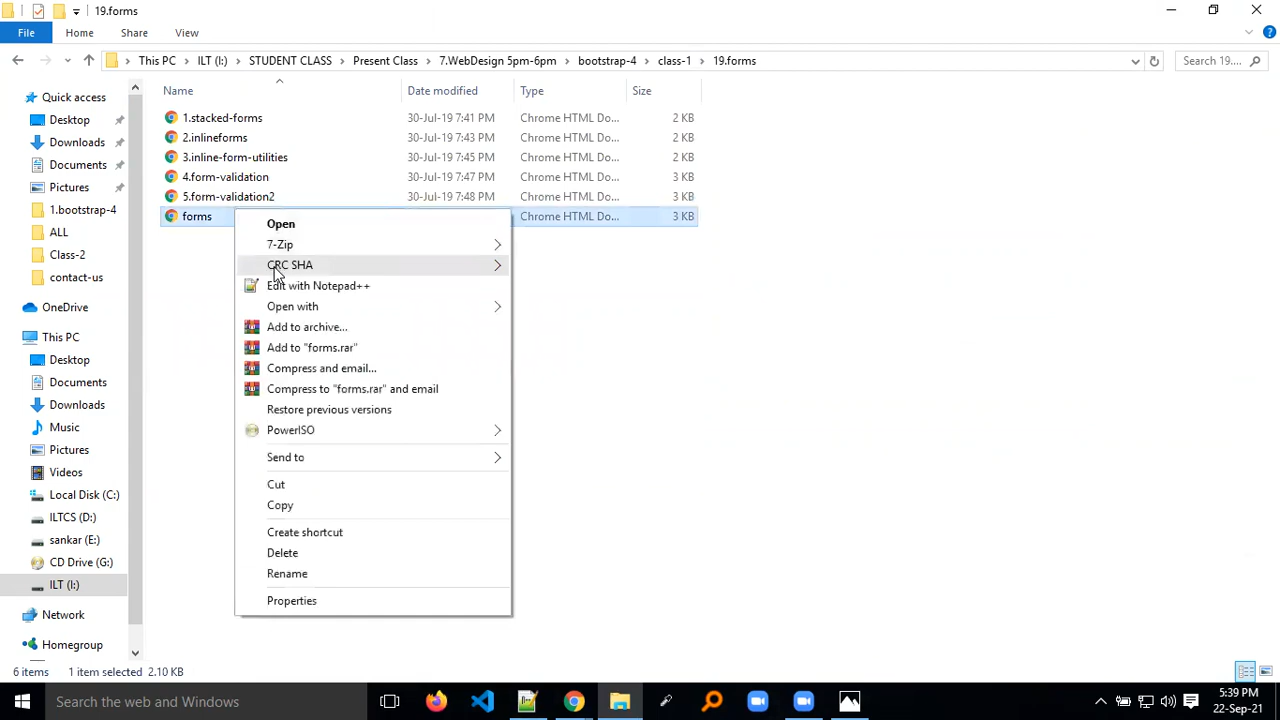 19.forms
File
Home
Share
View
This PC
ILT (I:)
STUDENT CLASS
Present Class
7.WebDesign 5pm-6pm
bootstrap-4
class-1
19.forms
Search 19....
Name
Date modified
Type
Size
Quick access
Desktop
Downloads
Documents
Pictures
1.bootstrap-4
ALL
Class-2
contact-us
OneDrive
This PC
Desktop
Documents
Downloads
Music
Pictures
Videos
Local Disk (C:)
ILTCS (D:)
sankar (E:)
CD Drive (G:)
ILT (I:)
Network
Homegroup
1.stacked-forms 30-Jul-19 7:41 PM Chrome HTML Do... 2 KB
2.inlineforms 30-Jul-19 7:43 PM Chrome HTML Do... 2 KB
3.inline-form-utilities 30-Jul-19 7:45 PM Chrome HTML Do... 2 KB
4.form-validation 30-Jul-19 7:47 PM Chrome HTML Do... 3 KB
5.form-validation2 30-Jul-19 7:48 PM Chrome HTML Do... 3 KB
forms Chrome HTML Do... 3 KB
Open
7-Zip
CRC SHA
Edit with Notepad++
Open with
Add to archive...
Add to "forms.rar"
Compress and email...
Compress to "forms.rar" and email
Restore previous versions
PowerISO
Send to
Cut
Copy
Create shortcut
Delete
Rename
Properties
6 items
1 item selected 2.10 KB
Search the web and Windows
5:39 PM
22-Sep-21